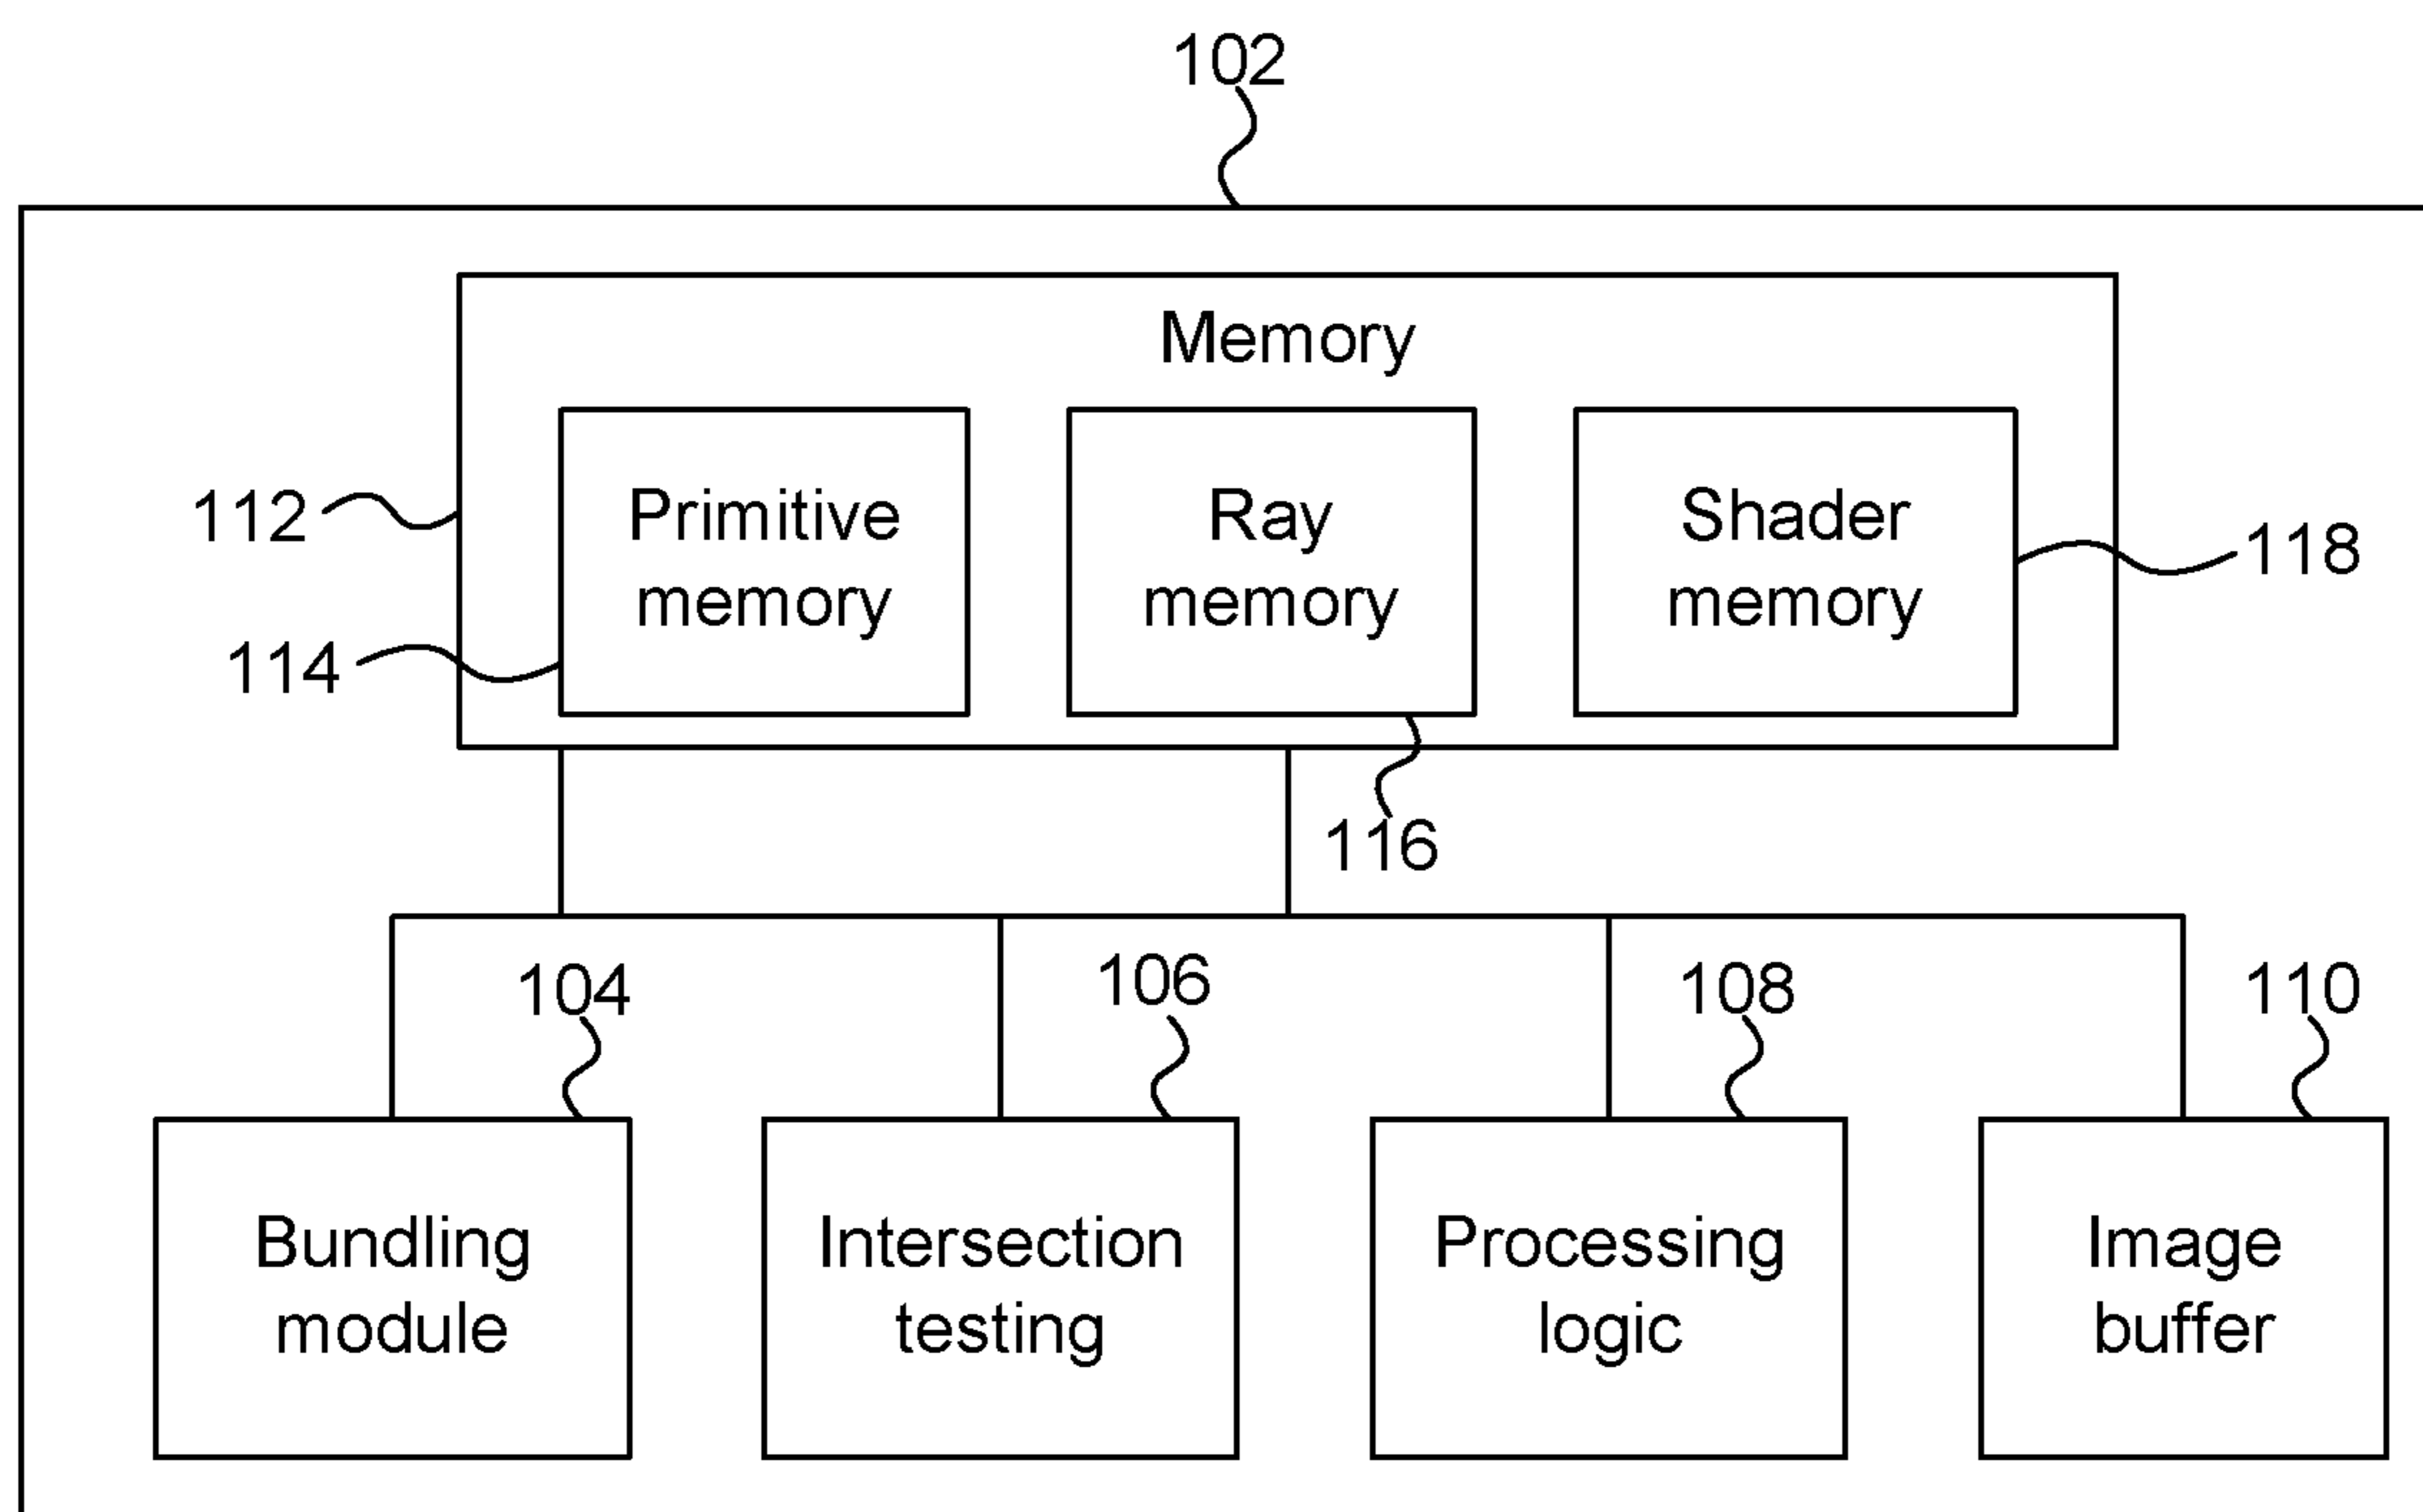 102
Memory
112
Primitive
memory
Ray
memory
Shader
memory
118
114
116
104
106
108
110
Bundling
module
Intersection
testing
Processing
logic
Image
buffer